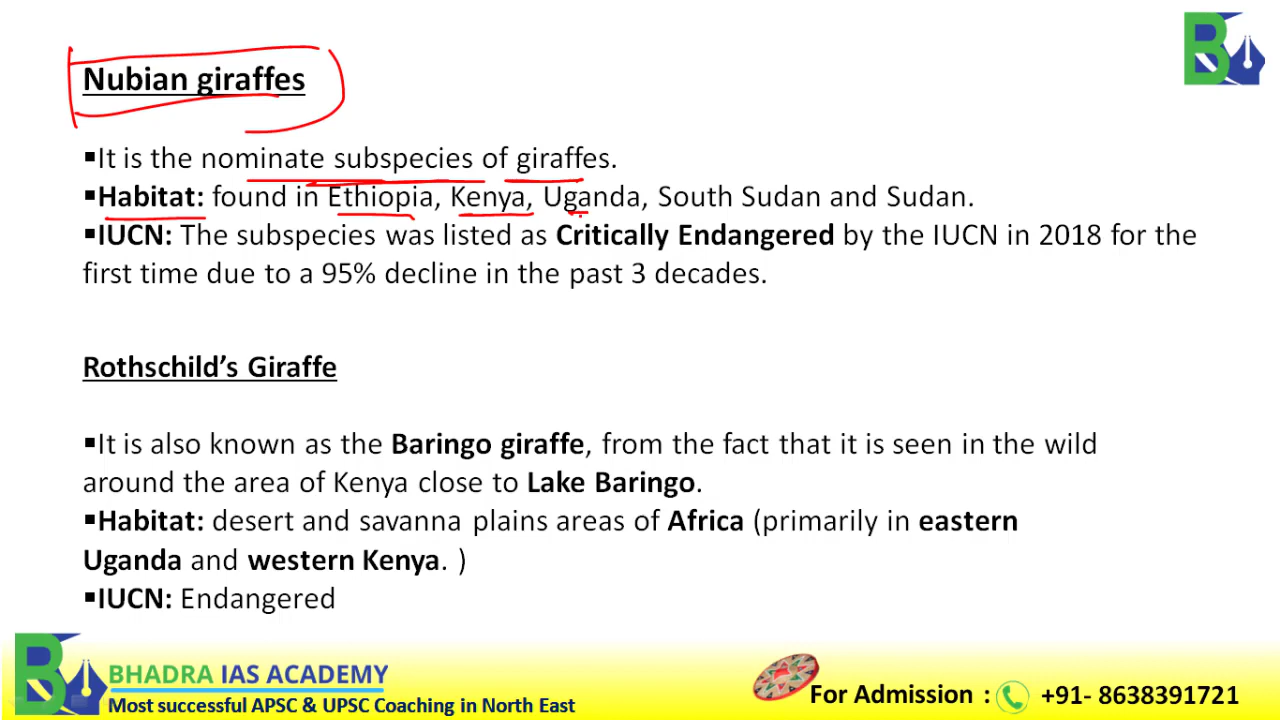 Nubian giraffes
▪It is the nominate subspecies of giraffes.
▪Habitat: found in Ethiopia, Kenya, Uganda, South Sudan and Sudan.
▪IUCN: The subspecies was listed as Critically Endangered by the IUCN in 2018 for the
first time due to a 95% decline in the past 3 decades.
Rothschild’s Giraffe
▪It is also known as the Baringo giraffe, from the fact that it is seen in the wild
around the area of Kenya close to Lake Baringo.
▪Habitat: desert and savanna plains areas of Africa (primarily in eastern
Uganda and western Kenya. )
▪IUCN: Endangered
BHADRA IAS ACADEMY
Most successful APSC & UPSC Coaching in North East
For Admission : +91- 8638391721